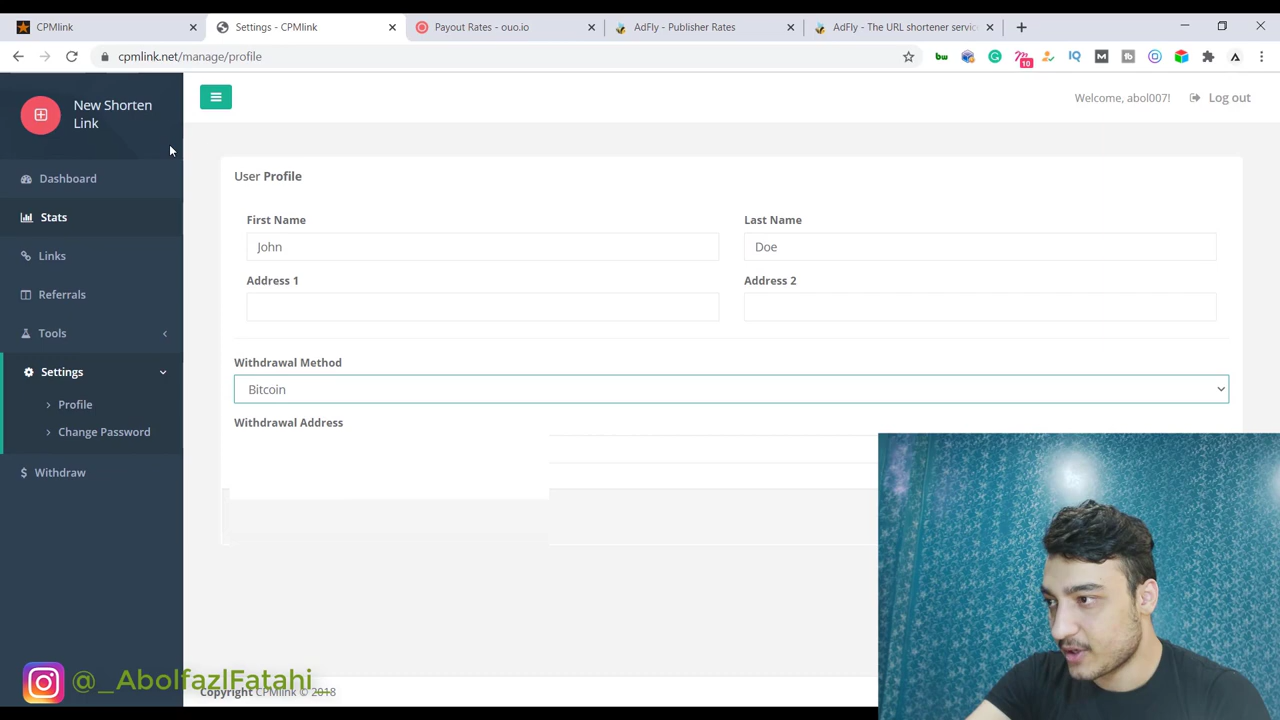 CPMlink
Settings - CPMlink
Payout Rates - ouo.io
AdFly - Publisher Rates
AdFly - The URL shortener servic
cpmlink.net/manage/profile
10
New Shorten
Link
Welcome, abol007!
Log out
Dashboard
User Profile
Stats
First Name
Last Name
John
Doe
Links
Address 1
Address 2
Referrals
Tools
Withdrawal Method
Settings
Bitcoin
Profile
Withdrawal Address
Change Password
$ Withdraw
@_AbolfazlFatahi_
Copyright CPMlink © 2018